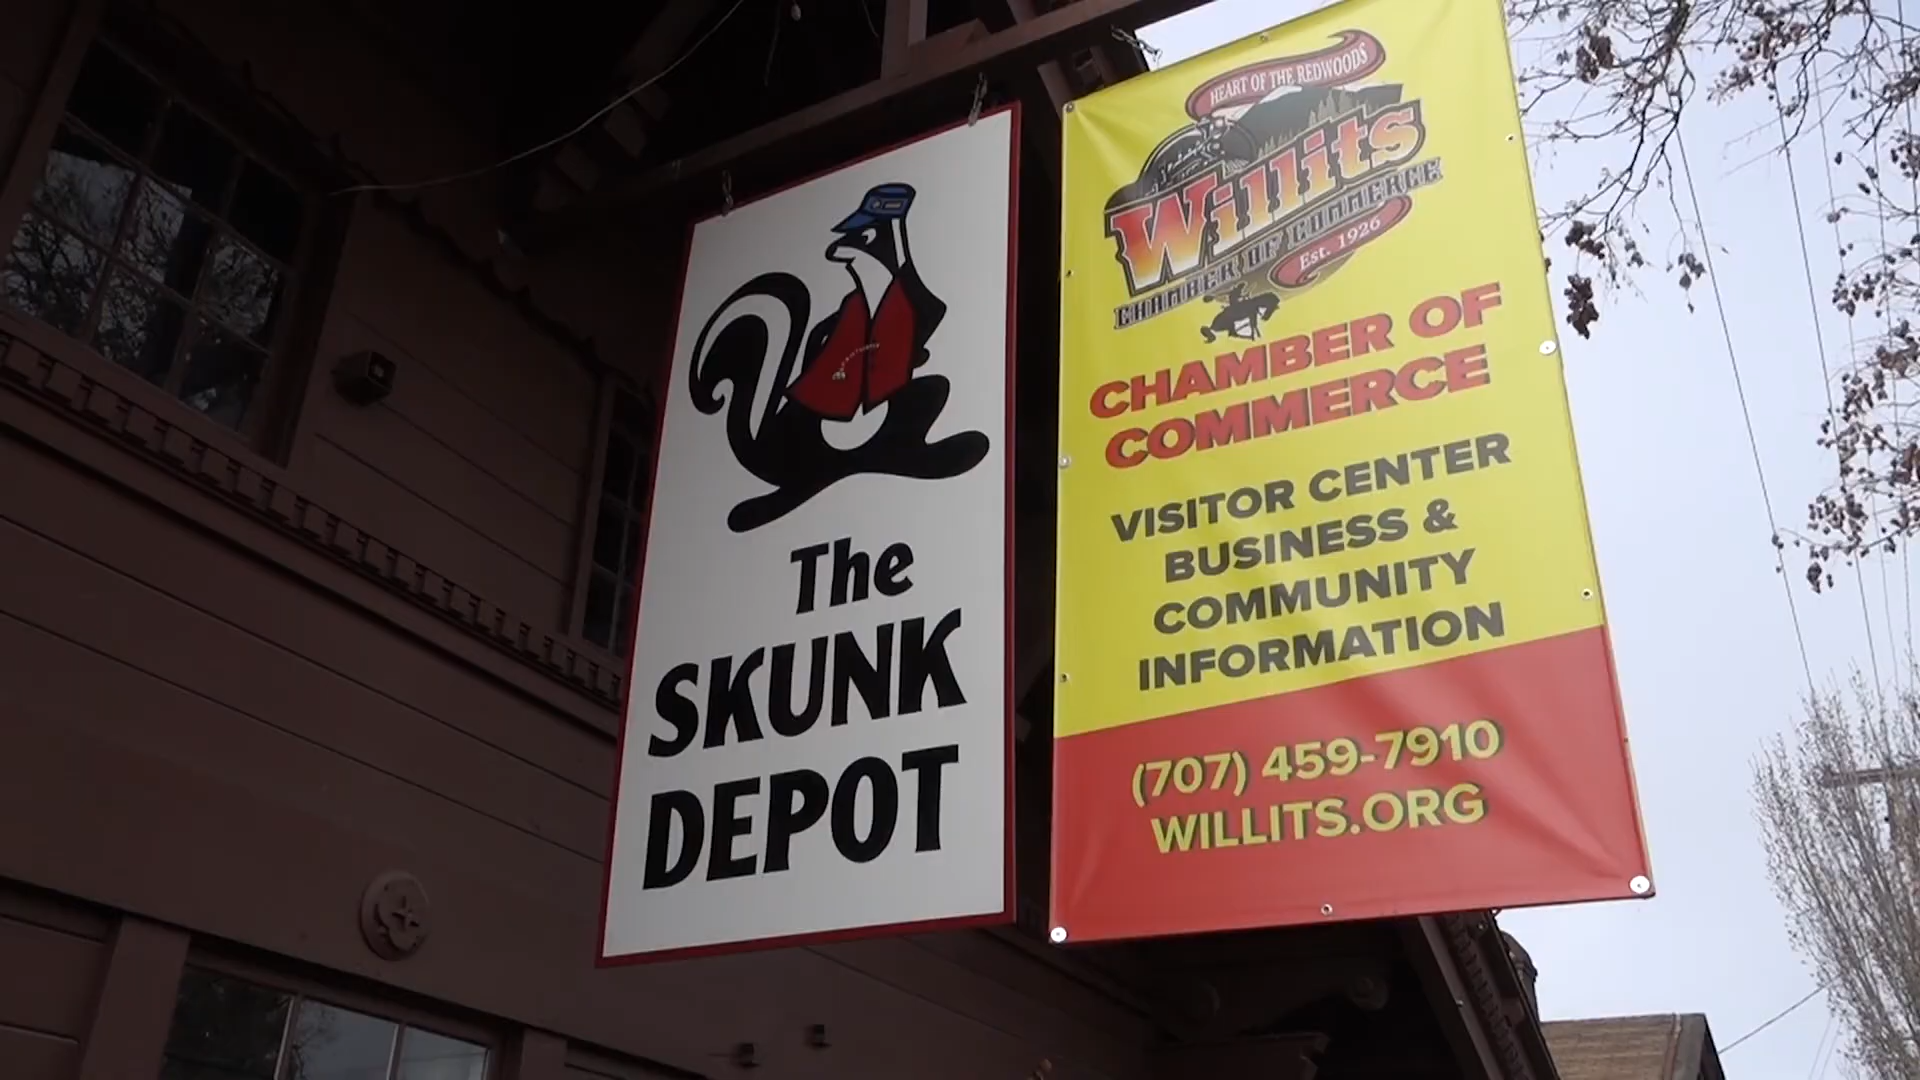 The
SKUNK
DEPOT
HEART OF THE REDWOODS
Willits
CHAMBER OF COMMERCE
Est. 1926
CHAMBER OF
COMMERCE
VISITOR CENTER
BUSINESS &
COMMUNITY
INFORMATION
(707) 459-7910
WILLITS.ORG